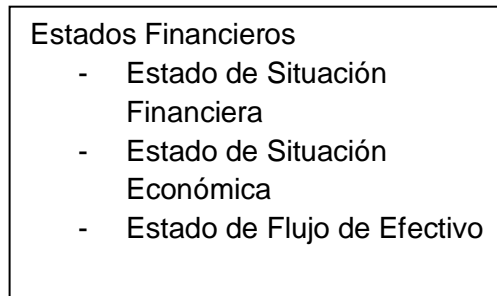 Estados Financieros
- Estado de Situación
Financiera
- Estado de Situación
Económica
- Estado de Flujo de Efectivo